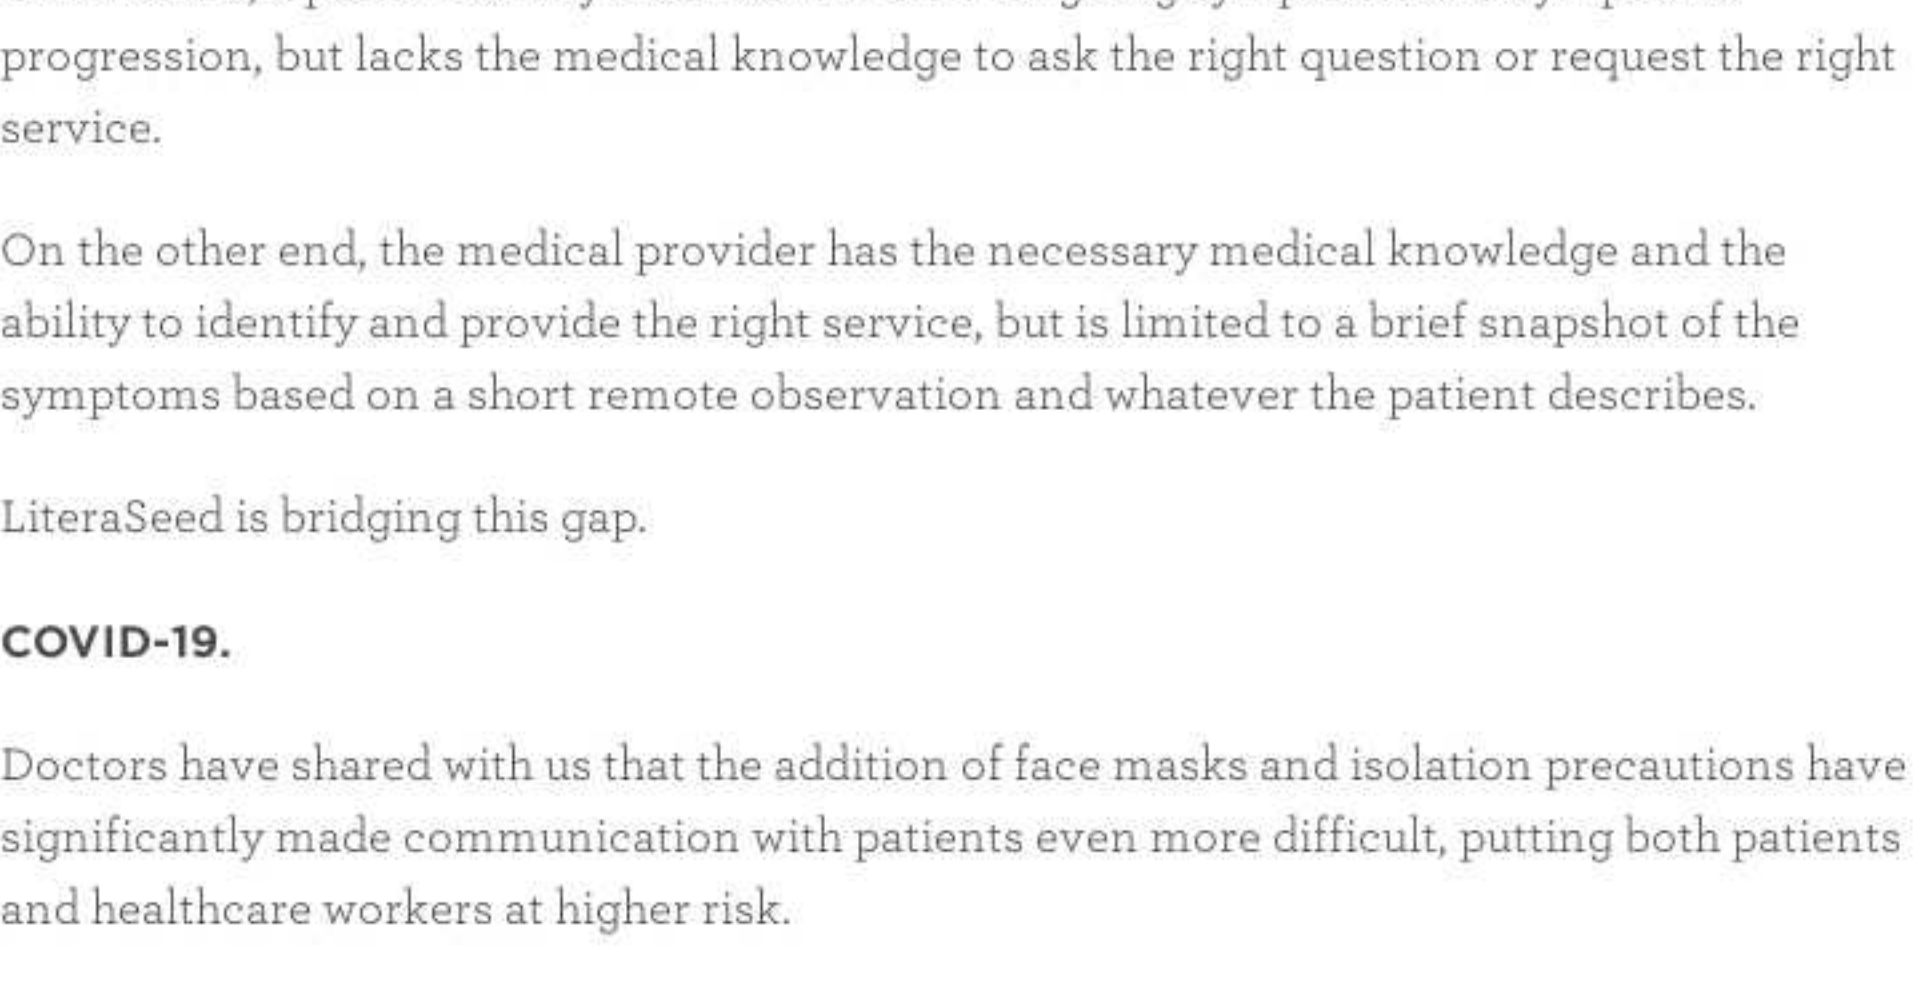 progression, but lacks the medical knowledge to ask the right question or request the right
service.
On the other end, the medical provider has the necessary medical knowledge and the
ability to identify and provide the right service, but is limited to a brief snapshot of the
symptoms based on a short remote observation and whatever the patient describes.
LiteraSeed is bridging this gap.
COVID-19.
Doctors have shared with us that the addition of face masks and isolation precautions have
significantly made communication with patients even more difficult, putting both patients
and healthcare workers at higher risk.